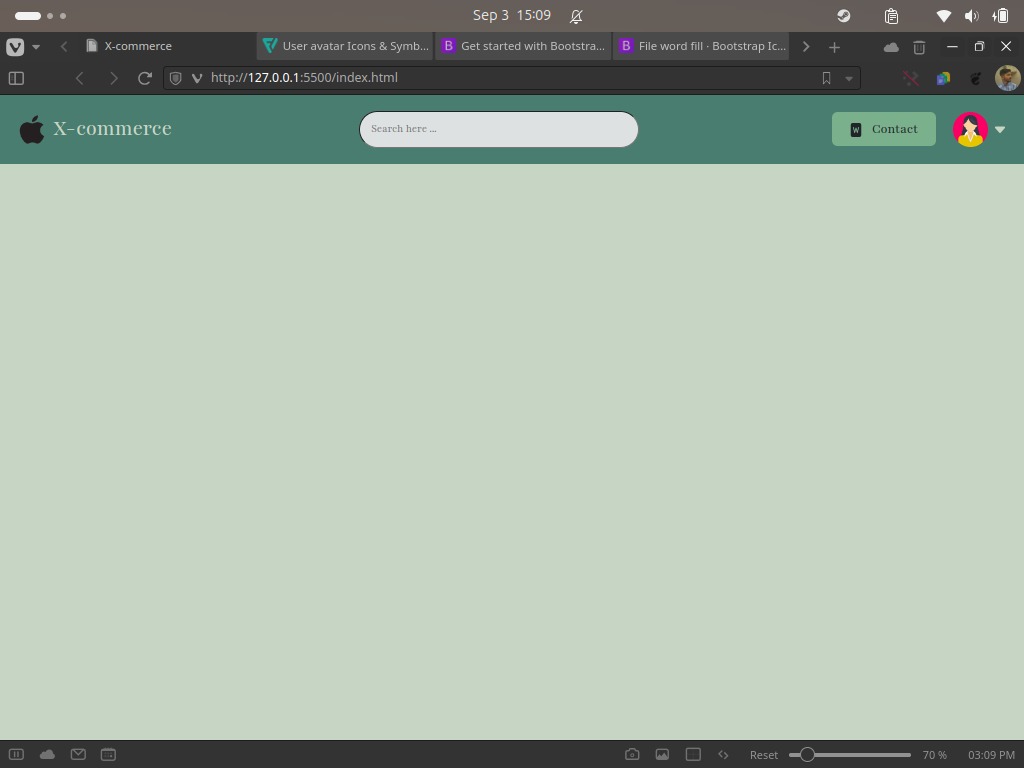 Sep 3 15:09
X-commerce
User avatar Icons & Symb...
Get started with Bootstra...
File word fill · Bootstrap Ic...
http://127.0.0.1:5500/index.html
X-commerce
Search here ...
W
Contact
Reset
70 %
03:09 PM